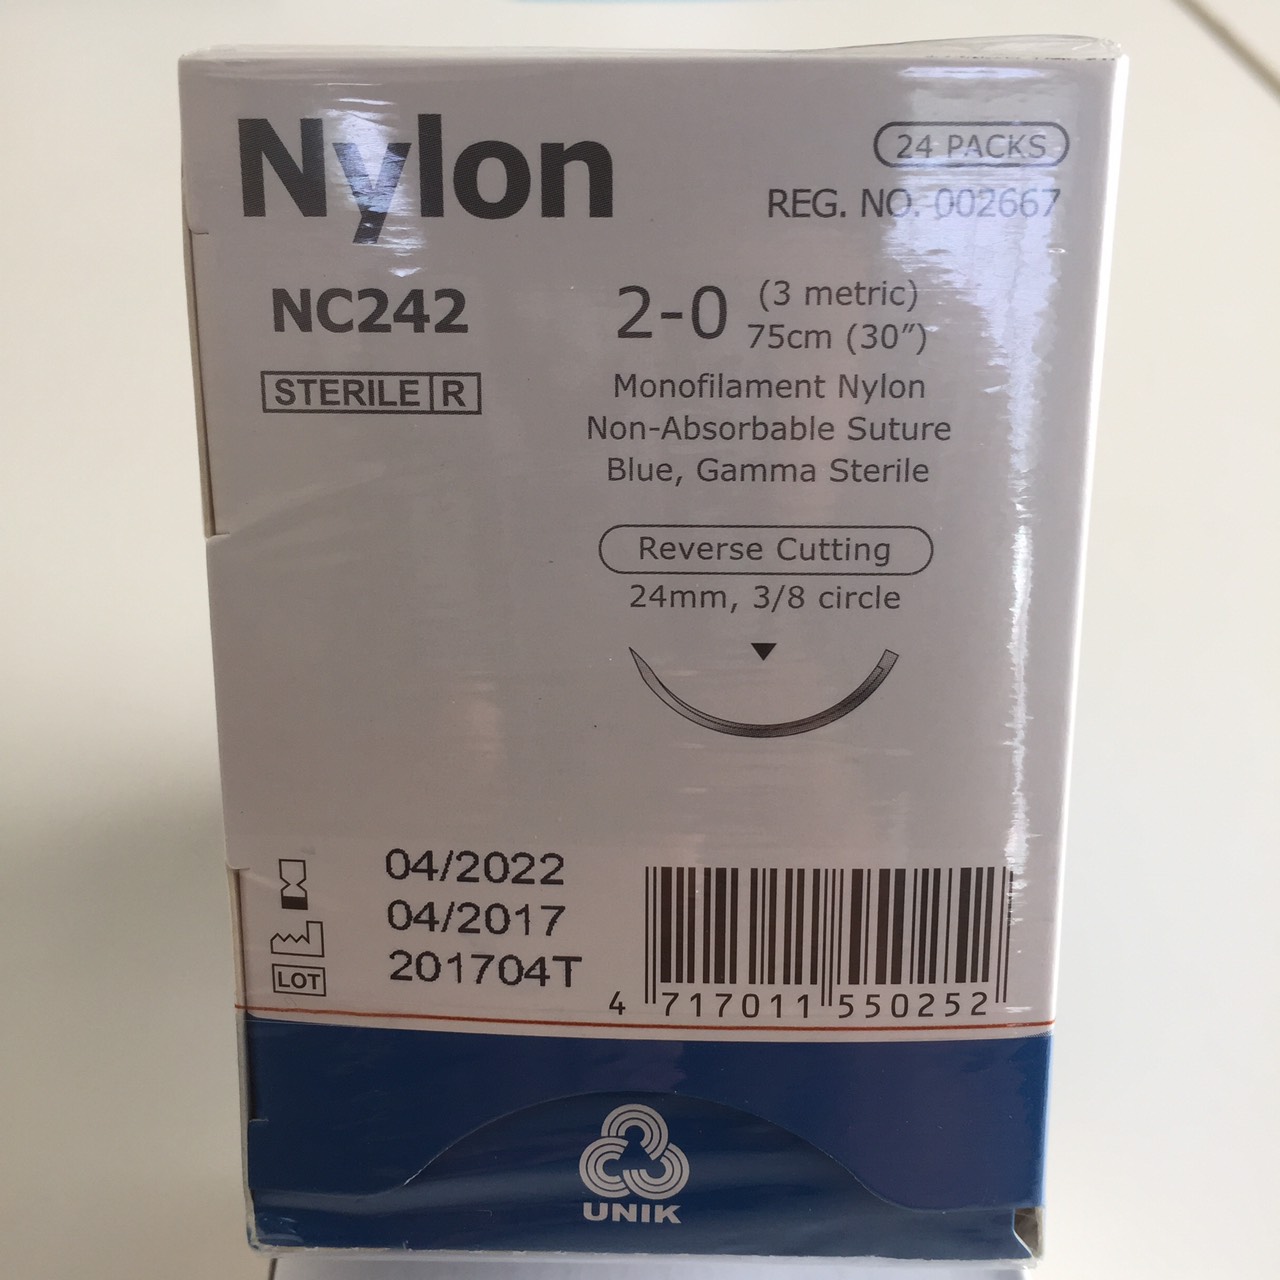 Nylon
24 PACKS
REG. NO. 002667
NC242
2-0 (3 metric)
75cm (30″)
STERILE R
Monofilament Nylon
Non-Absorbable Suture
Blue, Gamma Sterile
Reverse Cutting
24mm, 3/8 circle
04/2022
04/2017
LOT 201704T
4 717011 550252
UNIK